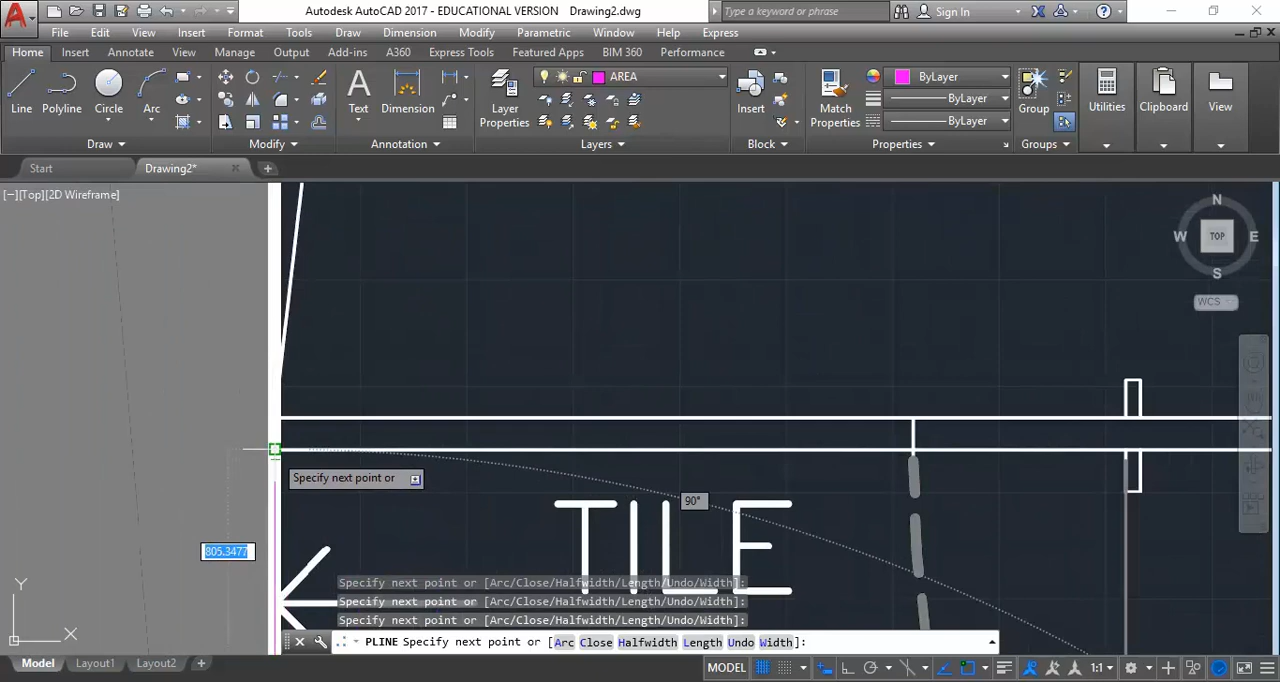 Autodesk AutoCAD 2017 - EDUCATIONAL VERSION Drawing2.dwg
Type a keyword or phrase
Sign In
File Edit View Insert Format Tools Draw Dimension Modify Parametric Window Help Express
Home Insert Annotate View Manage Output Add-ins A360 Express Tools Featured Apps BIM 360 Performance
AREA
ByLayer
ByLayer
ByLayer
Line Polyline Circle Arc Text Dimension Layer Properties Insert Match Properties Group Utilities Clipboard View
Draw Modify Annotation Layers Block Properties Groups
Start Drawing2*
[−][Top][2D Wireframe]
N
W TOP E
S
WCS
Specify next point or
90°
TILE
805.3477
Specify next point or [Arc/Close/Halfwidth/Length/Undo/Width]:
Specify next point or [Arc/Close/Halfwidth/Length/Undo/Width]:
Specify next point or [Arc/Close/Halfwidth/Length/Undo/Width]:
PLINE Specify next point or [Arc Close Halfwidth Length Undo Width]:
Y
X
Model Layout1 Layout2 +
MODEL 1:1